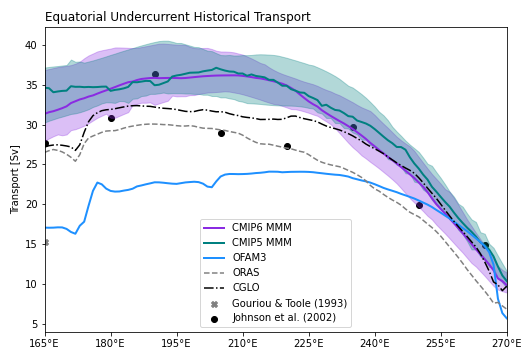 Equatorial Undercurrent Historical Transport
Transport [Sv]
40
35
30
25
20
15
10
5
CMIP6 MMM
CMIP5 MMM
OFAM3
ORAS
CGLO
Gouriou & Toole (1993)
Johnson et al. (2002)
165°E 180°E 195°E 210°E 225°E 240°E 255°E 270°E